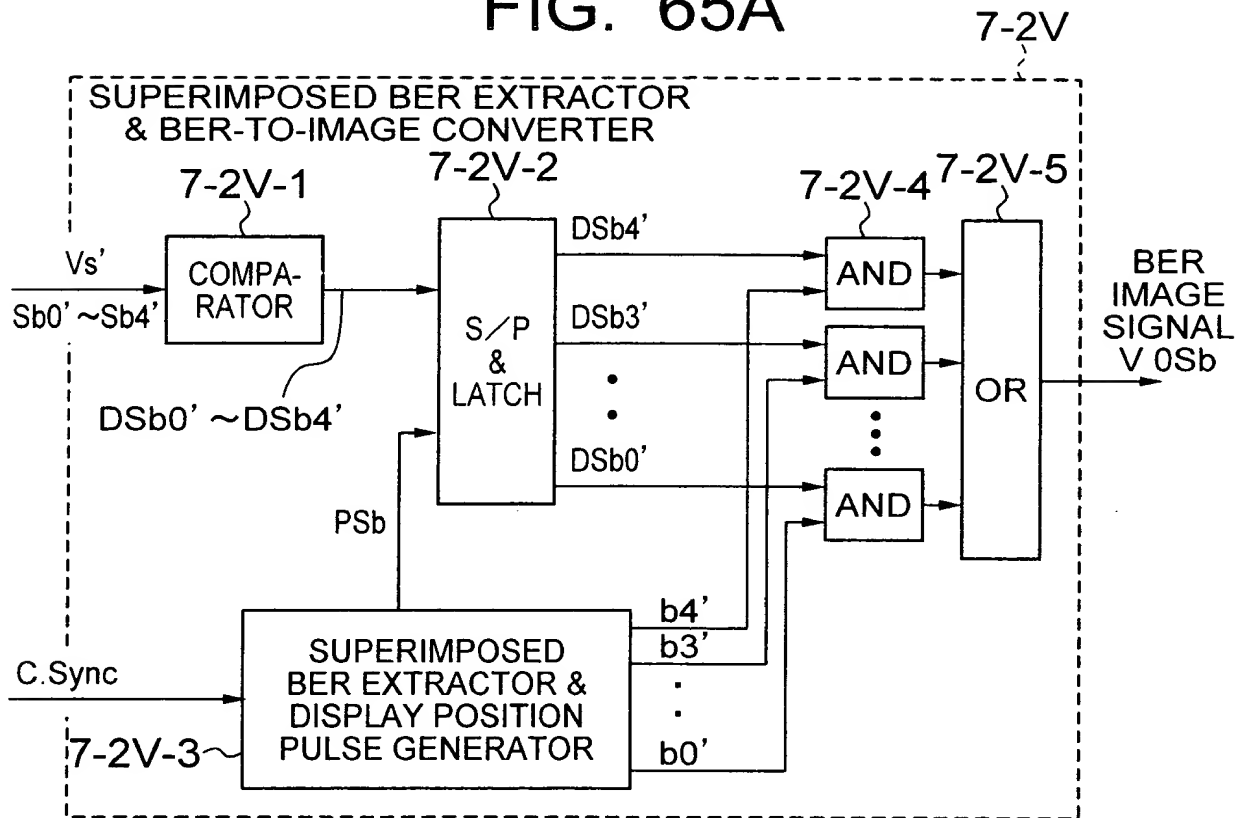 FIG. 65A
7-2V
SUPERIMPOSED BER EXTRACTOR
& BER-TO-IMAGE CONVERTER
7-2V-1
7-2V-2
7-2V-4
7-2V-5
Vs'
Sb0'~Sb4'
COMPA-
RATOR
DSb0'~DSb4'
S/P
&
LATCH
DSb4'
DSb3'
DSb0'
AND
AND
AND
OR
BER
IMAGE
SIGNAL
V 0Sb
PSb
C.Sync
7-2V-3
SUPERIMPOSED
BER EXTRACTOR &
DISPLAY POSITION
PULSE GENERATOR
b4'
b3'
b0'